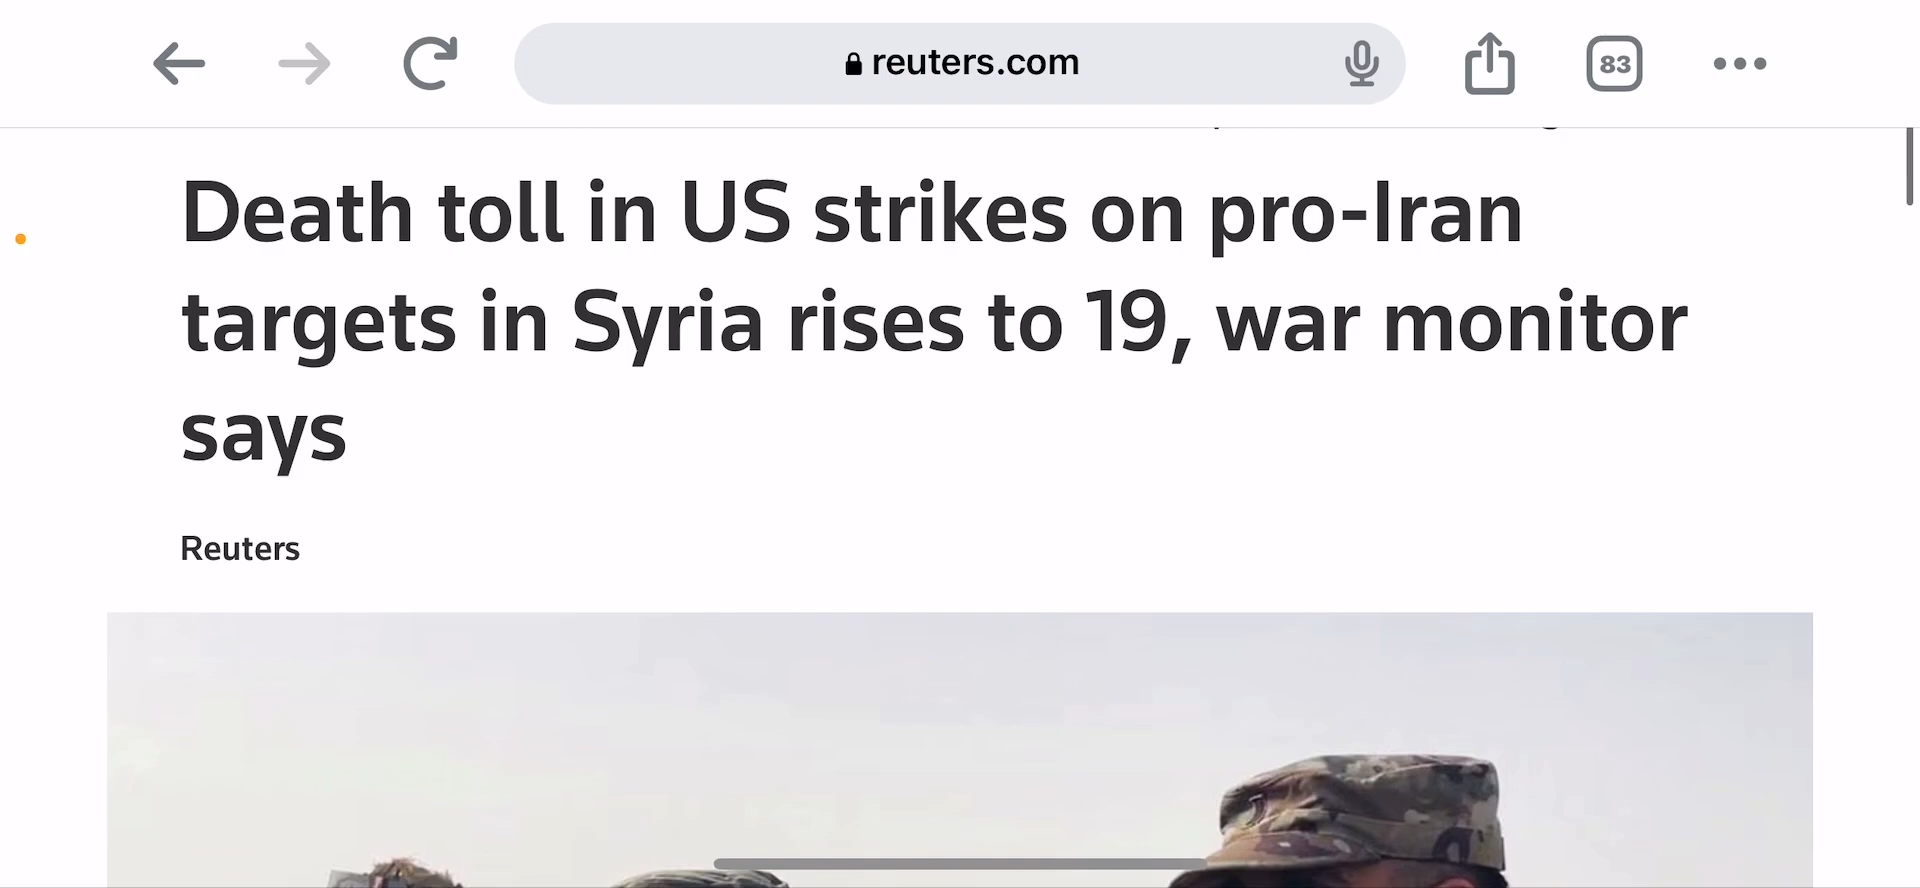 reuters.com
83
Death toll in US strikes on pro-Iran
targets in Syria rises to 19, war monitor
says
Reuters